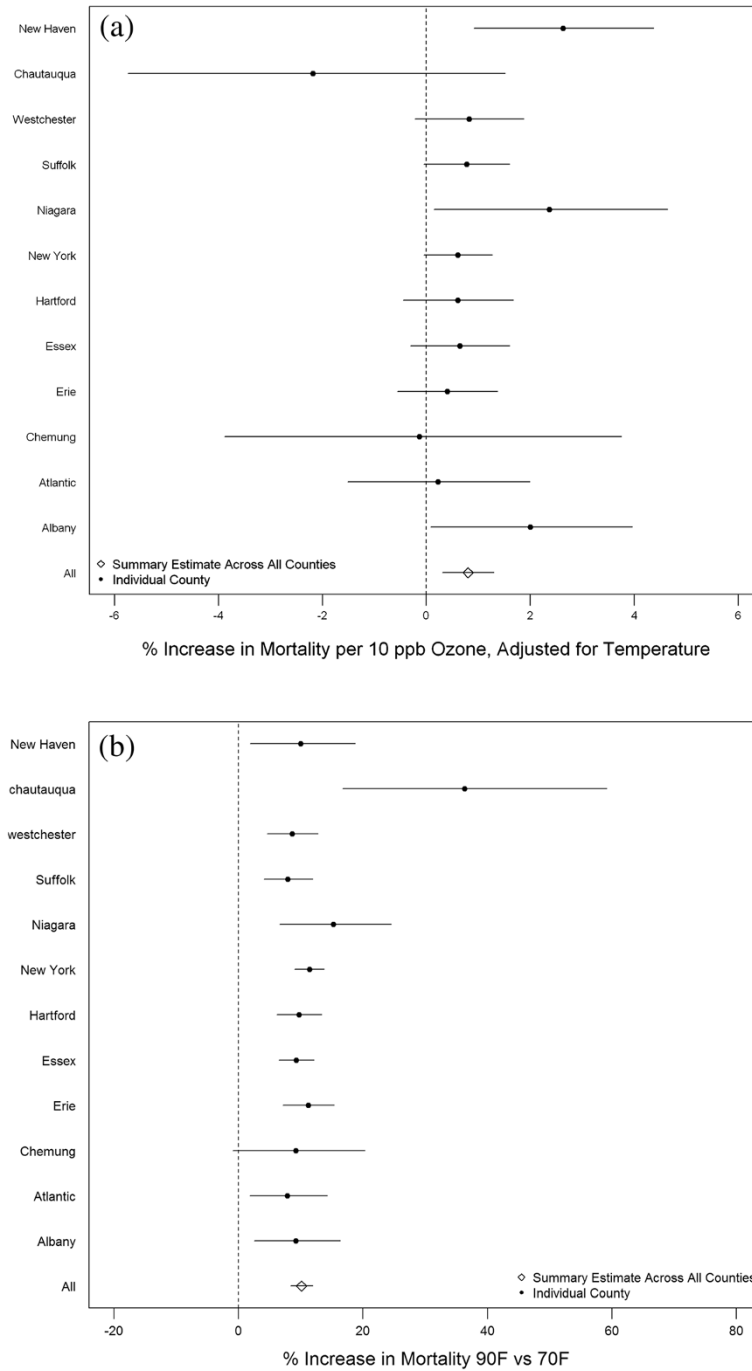 (a)
New Haven
Chautauqua
Westchester
Suffolk
Niagara
New York
Hartford
Essex
Erie
Chemung
Atlantic
Albany
All
◇ Summary Estimate Across All Counties
• Individual County
-6 -4 -2 0 2 4 6
% Increase in Mortality per 10 ppb Ozone, Adjusted for Temperature
(b)
New Haven
chautauqua
westchester
Suffolk
Niagara
New York
Hartford
Essex
Erie
Chemung
Atlantic
Albany
All
◇ Summary Estimate Across All Counties
• Individual County
-20 0 20 40 60 80
% Increase in Mortality 90F vs 70F